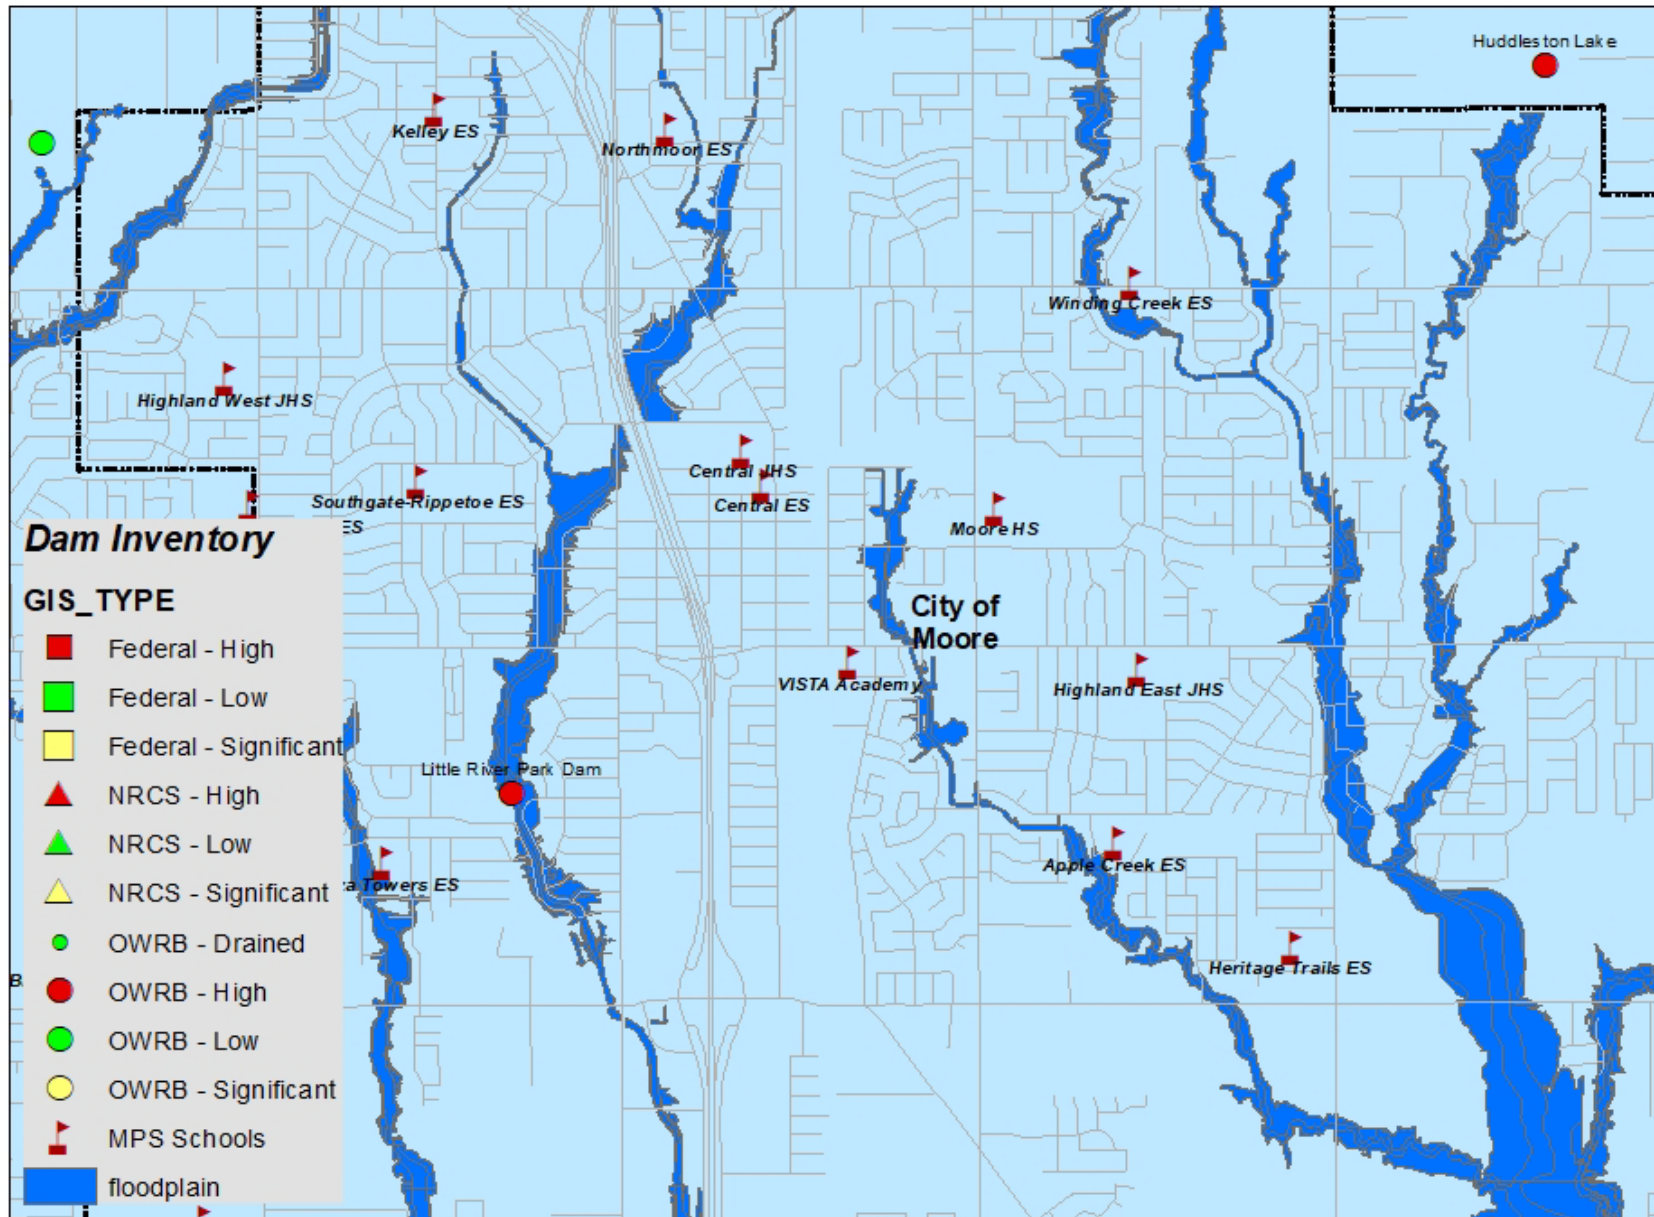 Huddleston Lake
Kelley ES
Northmoor ES
Winding Creek ES
Highland West JHS
Central JHS
Southgate-Rippetoe ES
Central ES
Moore HS
ES
Dam Inventory
GIS_TYPE
City of
Moore
Federal - High
VISTA Academy
Highland East JHS
Federal - Low
Federal - Significant
Little River Park Dam
NRCS - High
NRCS - Low
Apple Creek ES
za Towers ES
NRCS - Significant
OWRB - Drained
Heritage Trails ES
B
OWRB - High
OWRB - Low
OWRB - Significant
MPS Schools
floodplain